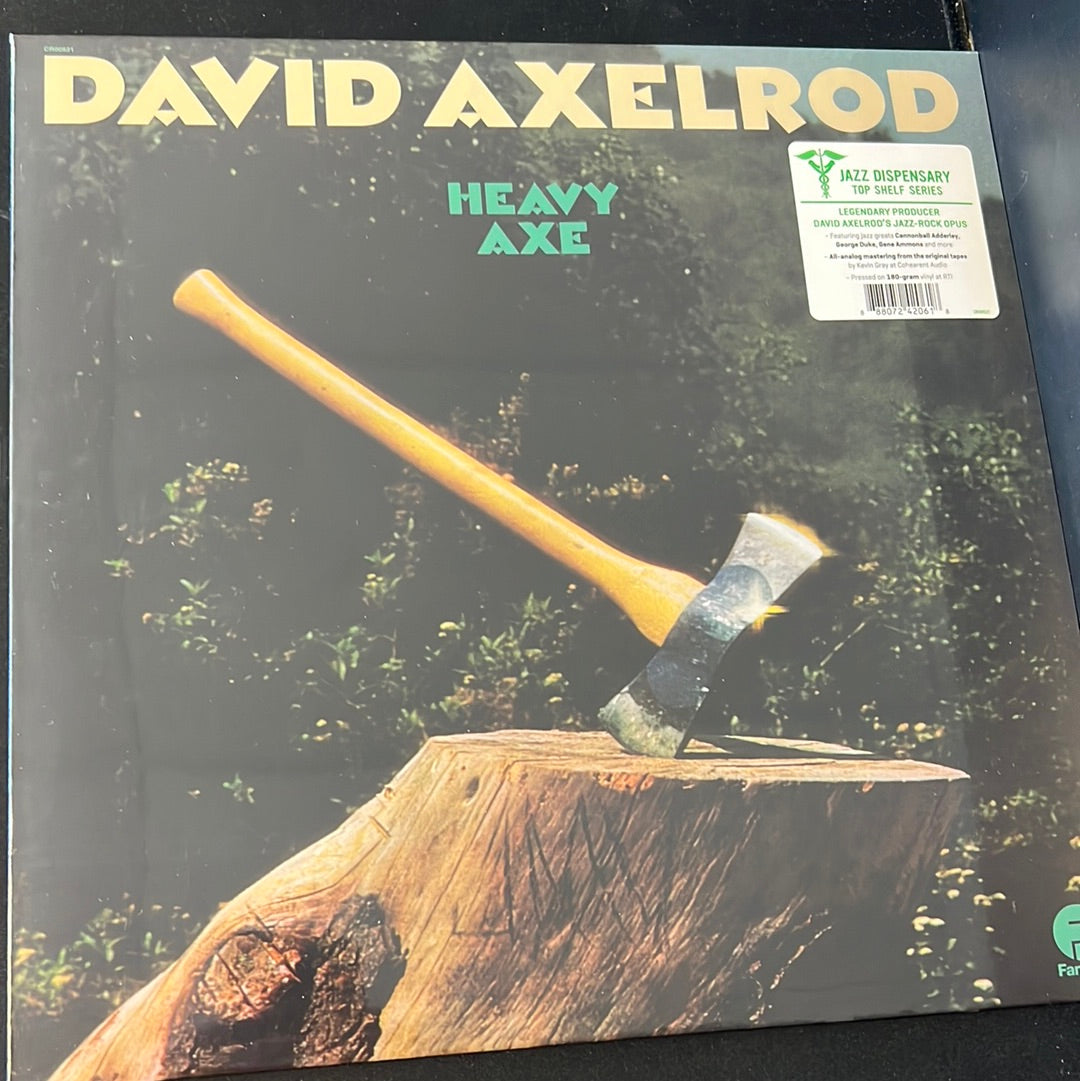 CR00521
DAVID AXELROD
HEAVY
AXE
JAZZ DISPENSARY
TOP SHELF SERIES
LEGENDARY PRODUCER
DAVID AXELROD'S JAZZ-ROCK OPUS
- Featuring jazz greats Cannonball Adderley,
George Duke, Gene Ammons and more
- All-analog mastering from the original tapes
by Kevin Gray at Cohearent Audio
- Pressed on 180-gram vinyl at RTI
8 88072 42061 8